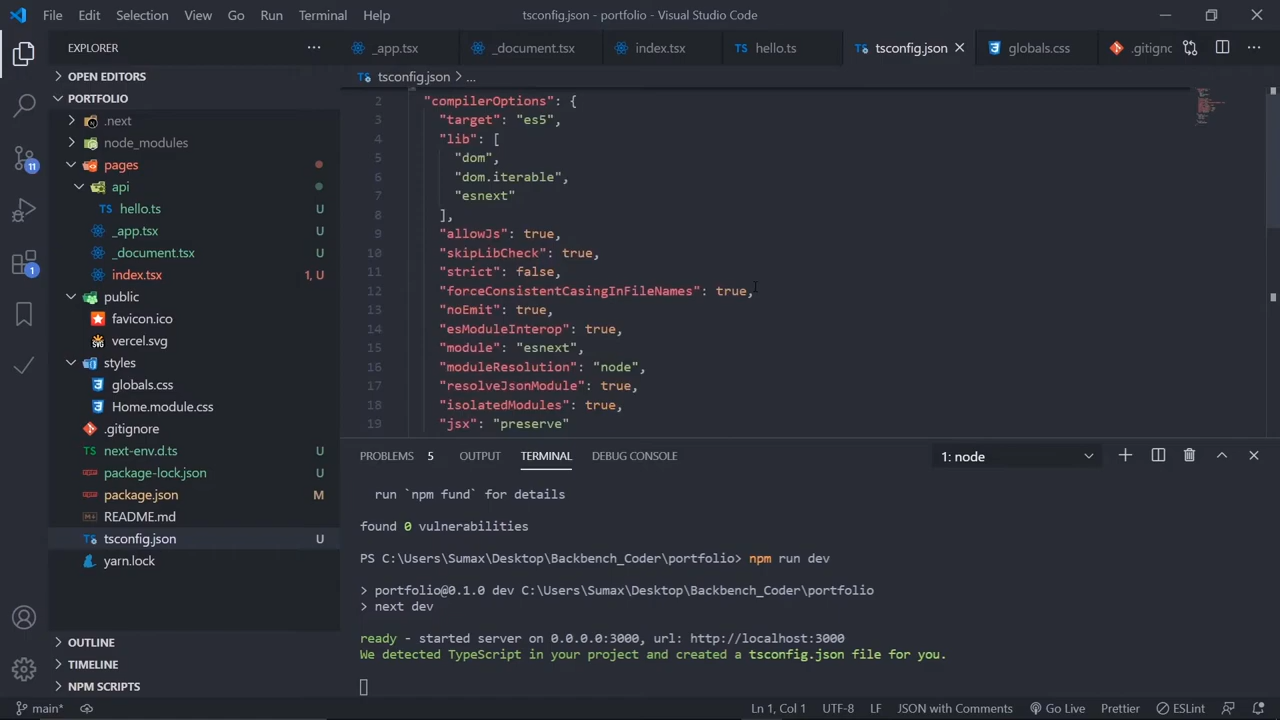 File Edit Selection View Go Run Terminal Help tsconfig.json - portfolio - Visual Studio Code
EXPLORER
_app.tsx _document.tsx index.tsx hello.ts tsconfig.json globals.css .gitigno
OPEN EDITORS
tsconfig.json > ...
PORTFOLIO
.next
node_modules
pages
api
hello.ts U
_app.tsx U
_document.tsx U
index.tsx 1, U
public
favicon.ico
vercel.svg
styles
globals.css
Home.module.css
.gitignore
next-env.d.ts U
package-lock.json U
package.json M
README.md
tsconfig.json U
yarn.lock
OUTLINE
TIMELINE
NPM SCRIPTS
11
1
2 "compilerOptions": {
3 "target": "es5",
4 "lib": [
5 "dom",
6 "dom.iterable",
7 "esnext"
8 ],
9 "allowJs": true,
10 "skipLibCheck": true,
11 "strict": false,
12 "forceConsistentCasingInFileNames": true,
13 "noEmit": true,
14 "esModuleInterop": true,
15 "module": "esnext",
16 "moduleResolution": "node",
17 "resolveJsonModule": true,
18 "isolatedModules": true,
19 "jsx": "preserve"
PROBLEMS 5 OUTPUT TERMINAL DEBUG CONSOLE 1: node
run `npm fund` for details
found 0 vulnerabilities
PS C:\Users\Sumax\Desktop\Backbench_Coder\portfolio> npm run dev
> portfolio@0.1.0 dev C:\Users\Sumax\Desktop\Backbench_Coder\portfolio
> next dev
ready - started server on 0.0.0.0:3000, url: http://localhost:3000
We detected TypeScript in your project and created a tsconfig.json file for you.
main* Ln 1, Col 1 UTF-8 LF JSON with Comments Go Live Prettier ESLint